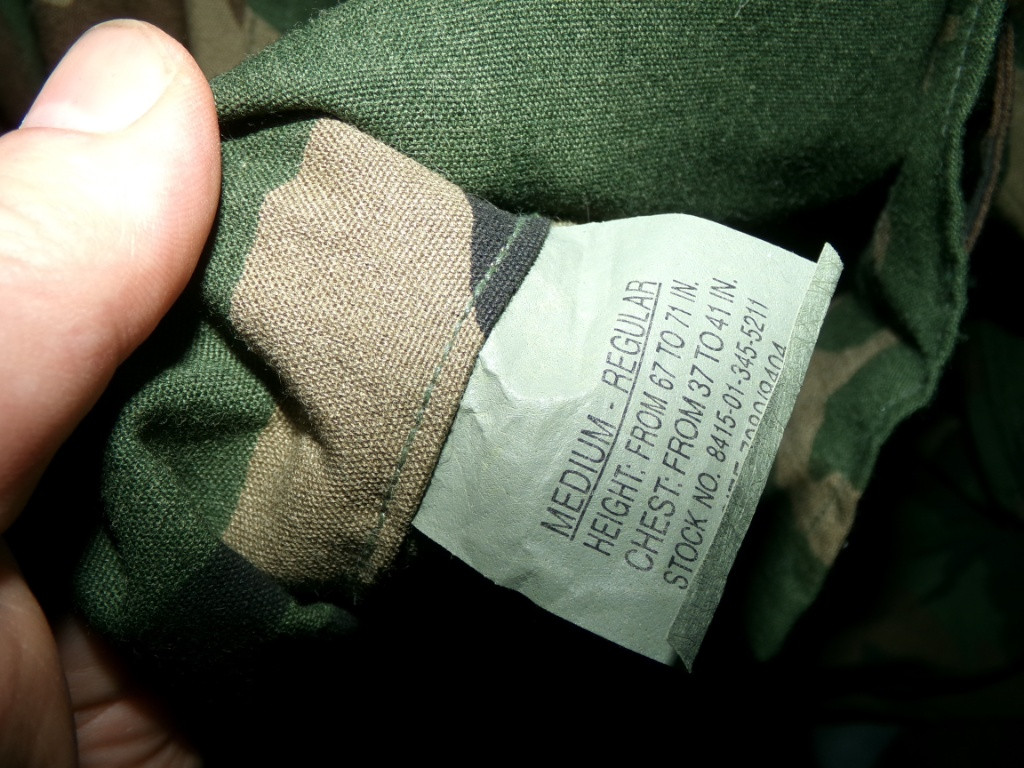 MEDIUM - REGULAR
HEIGHT: FROM 67 TO 71 IN.
CHEST: FROM 37 TO 41 IN.
STOCK NO. 8415-01-345-5211